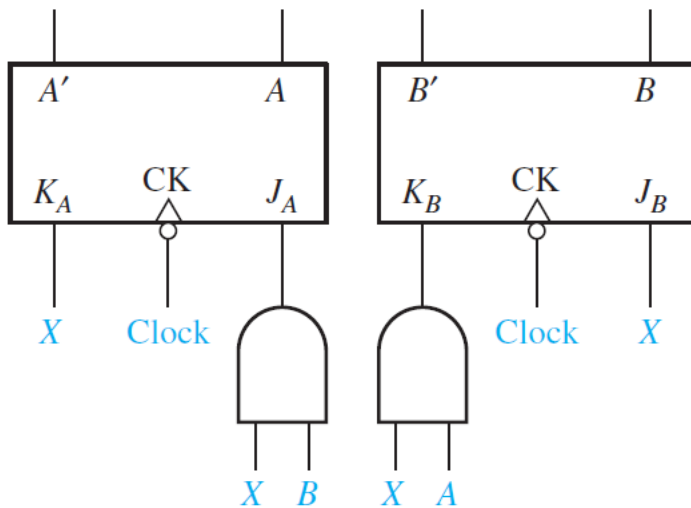 A′ A B′ B
K_A CK J_A K_B CK J_B
X Clock Clock X
X B X A